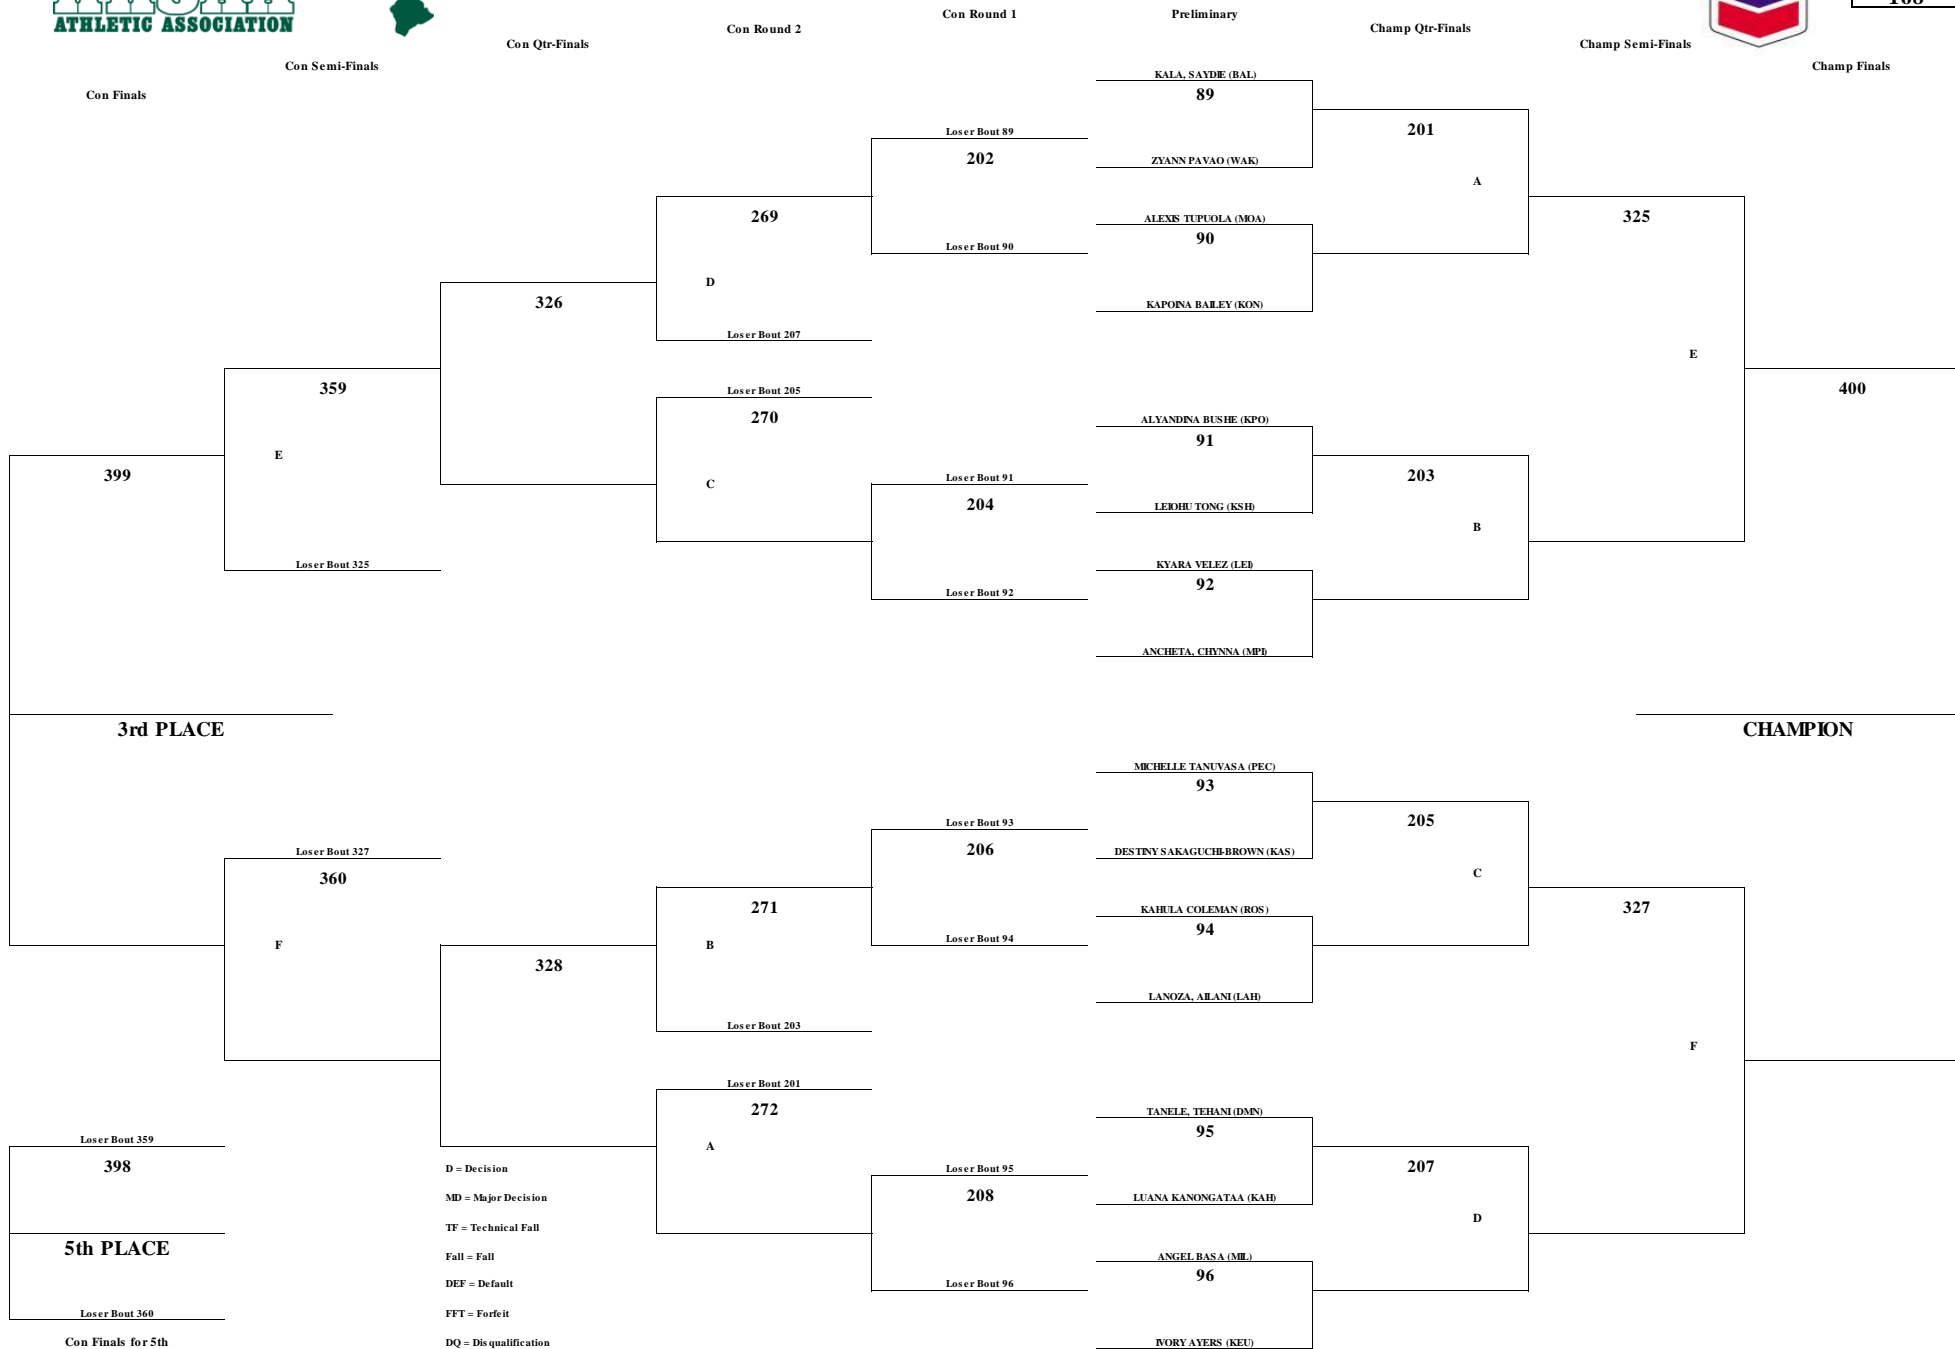 ATHLETIC ASSOCIATION
Con Round 1
Preliminary
Con Round 2
Champ Qtr-Finals
Con Qtr-Finals
Champ Semi-Finals
Con Semi-Finals
Champ Finals
Con Finals
KALA, SAYDIE (BAL)
89
201
Loser Bout 89
202
ZYANN PAVAO (WAK)
A
269
ALEXIS TUPUOLA (MOA)
325
90
Loser Bout 90
D
326
KAPOINA BAILEY (KON)
Loser Bout 207
E
359
Loser Bout 205
400
270
ALYANDINA BUSHE (KPO)
91
E
399
Loser Bout 91
203
C
204
LEIOHU TONG (KSH)
B
Loser Bout 325
KYARA VELEZ (LEI)
92
Loser Bout 92
ANCHETA, CHYNNA (MPI)
3rd PLACE
CHAMPION
MICHELLE TANUVASA (PEC)
93
Loser Bout 93
205
Loser Bout 327
206
DESTINY SAKAGUCHI-BROWN (KAS)
360
C
271
KAHULA COLEMAN (ROS)
327
94
F
B
Loser Bout 94
328
LANOZA, AILANI (LAH)
Loser Bout 203
F
Loser Bout 201
272
TANELE, TEHANI (DMN)
95
Loser Bout 359
A
398
D = Decision
Loser Bout 95
207
MD = Major Decision
208
LUANA KANONGATAA (KAH)
D
TF = Technical Fall
5th PLACE
Fall = Fall
ANGEL BASA (MIL)
96
DEF = Default
Loser Bout 96
Loser Bout 360
FFT = Forfeit
Con Finals for 5th
DQ = Disqualification
IVORY AYERS (KEU)